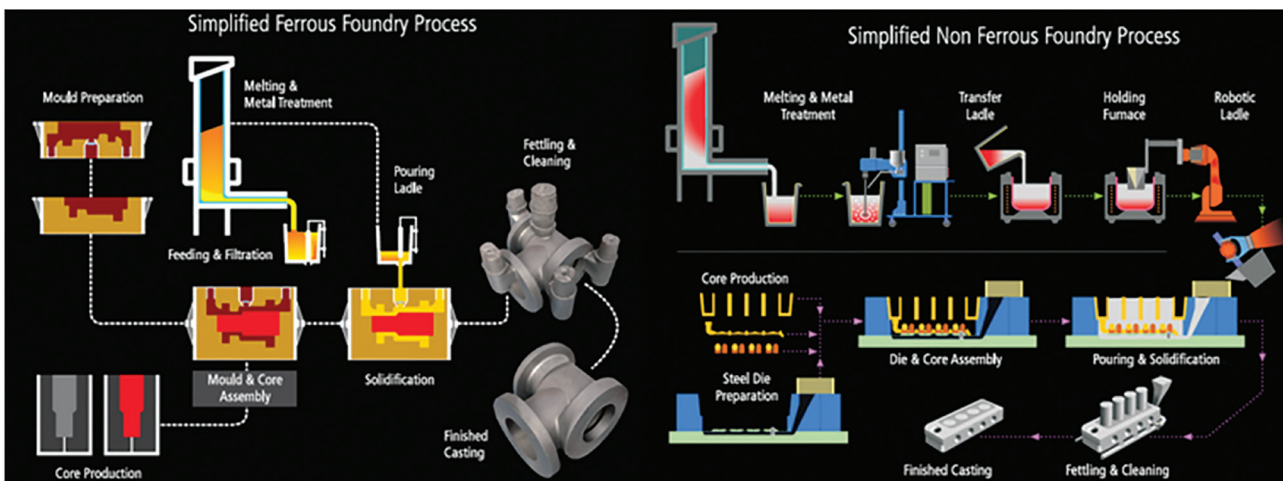 Simplified Ferrous Foundry Process
Mould Preparation
Melting &
Metal Treatment
Pouring
Ladle
Fettling &
Cleaning
Feeding & Filtration
Mould & Core
Assembly
Solidification
Core Production
Finished
Casting
Simplified Non Ferrous Foundry Process
Melting & Metal
Treatment
Transfer
Ladle
Holding
Furnace
Robotic
Ladle
Core Production
Steel Die
Preparation
Die & Core Assembly
Pouring & Solidification
Finished Casting
Fettling & Cleaning